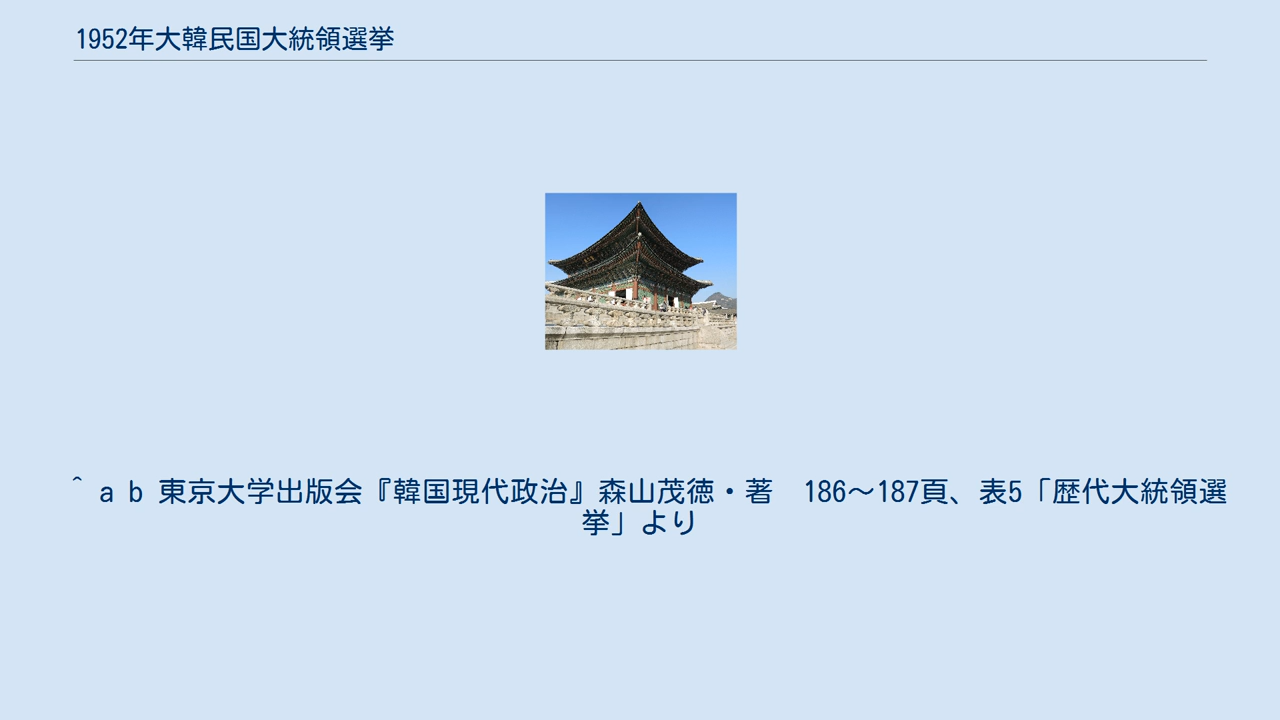 1952年大韓民国大統領選挙
^ a b 東京大学出版会『韓国現代政治』森山茂徳・著　186〜187頁、表5「歴代大統領選
挙」より